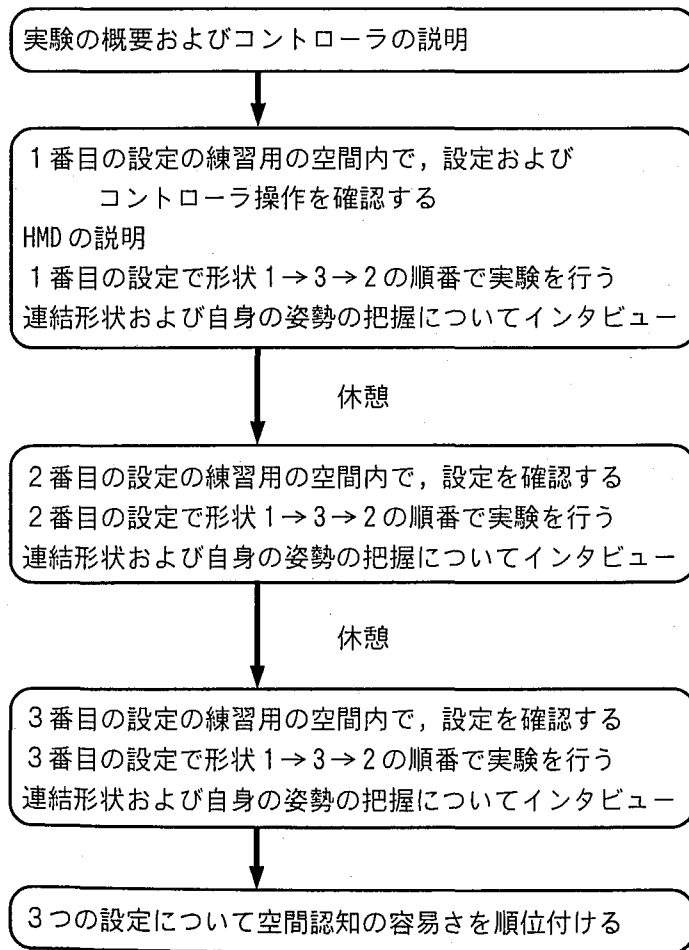 実験の概要およびコントローラの説明
1番目の設定の練習用の空間内で，設定および
コントローラ操作を確認する
HMDの説明
1番目の設定で形状1→3→2の順番で実験を行う
連結形状および自身の姿勢の把握についてインタビュー
休憩
2番目の設定の練習用の空間内で，設定を確認する
2番目の設定で形状1→3→2の順番で実験を行う
連結形状および自身の姿勢の把握についてインタビュー
休憩
3番目の設定の練習用の空間内で，設定を確認する
3番目の設定で形状1→3→2の順番で実験を行う
連結形状および自身の姿勢の把握についてインタビュー
3つの設定について空間認知の容易さを順位付ける